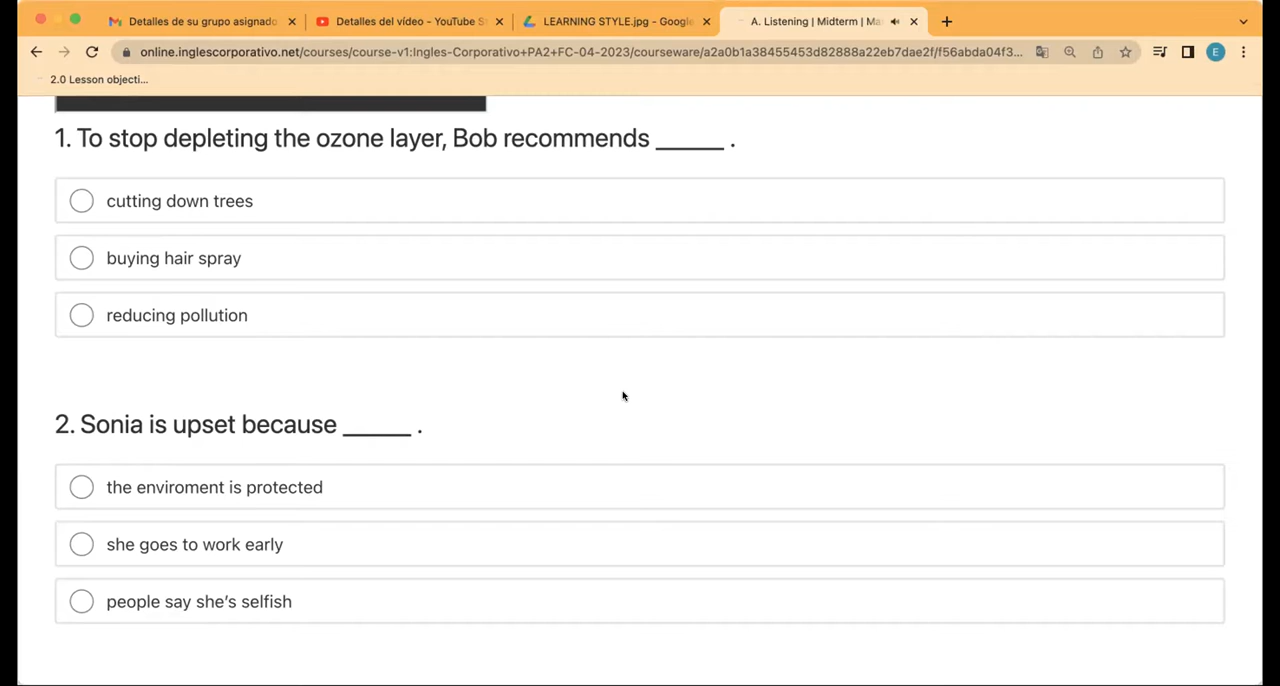 Detalles de su grupo asignado
Detalles del vídeo - YouTube S
LEARNING STYLE.jpg - Google
A. Listening | Midterm | Ma
online.inglescorporativo.net/courses/course-v1:Ingles-Corporativo+PA2+FC-04-2023/courseware/a2a0b1a38455453d82888a22eb7dae2f/f56abda04f3...
E
2.0 Lesson objecti...
1. To stop depleting the ozone layer, Bob recommends ______ .
cutting down trees
buying hair spray
reducing pollution
2. Sonia is upset because ______ .
the enviroment is protected
she goes to work early
people say she's selfish